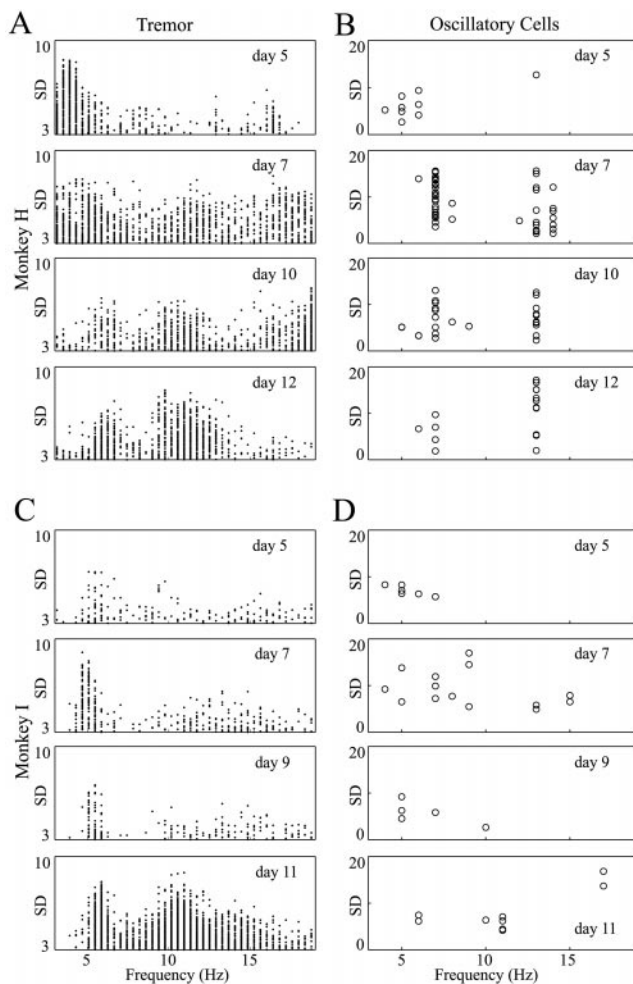 A Tremor B Oscillatory Cells
10 day 5 20 day 5
SD SD
3 0
10 day 7 20 day 7
SD SD
3 0
Monkey H
10 day 10 20 day 10
SD SD
3 0
10 day 12 20 day 12
SD SD
3 0
5 10 15
C D
10 day 5 20 day 5
SD SD
3 0
10 day 7 20 day 7
SD SD
3 0
Monkey I
10 day 9 20 day 9
SD SD
3 0
10 day 11 20
SD SD
3 0 day 11
5 10 15 5 10 15
Frequency (Hz) Frequency (Hz)